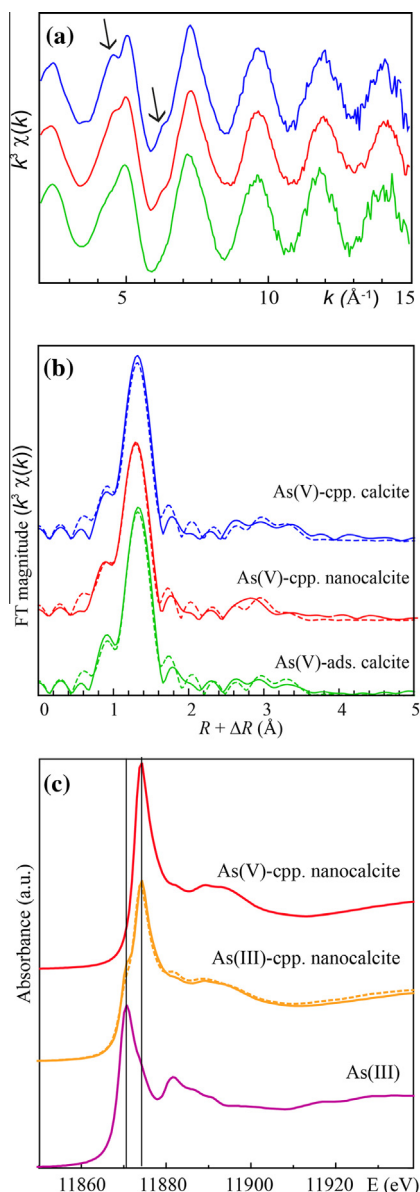 (a)
k³ χ(k)
5 10 k (Å⁻¹) 15
(b)
FT magnitude (k³ χ(k))
As(V)-cpp. calcite
As(V)-cpp. nanocalcite
As(V)-ads. calcite
0 1 2 3 4 5
R + ΔR (Å)
(c)
Absorbance (a.u.)
As(V)-cpp. nanocalcite
As(III)-cpp. nanocalcite
As(III)
11860 11880 11900 11920 E (eV)